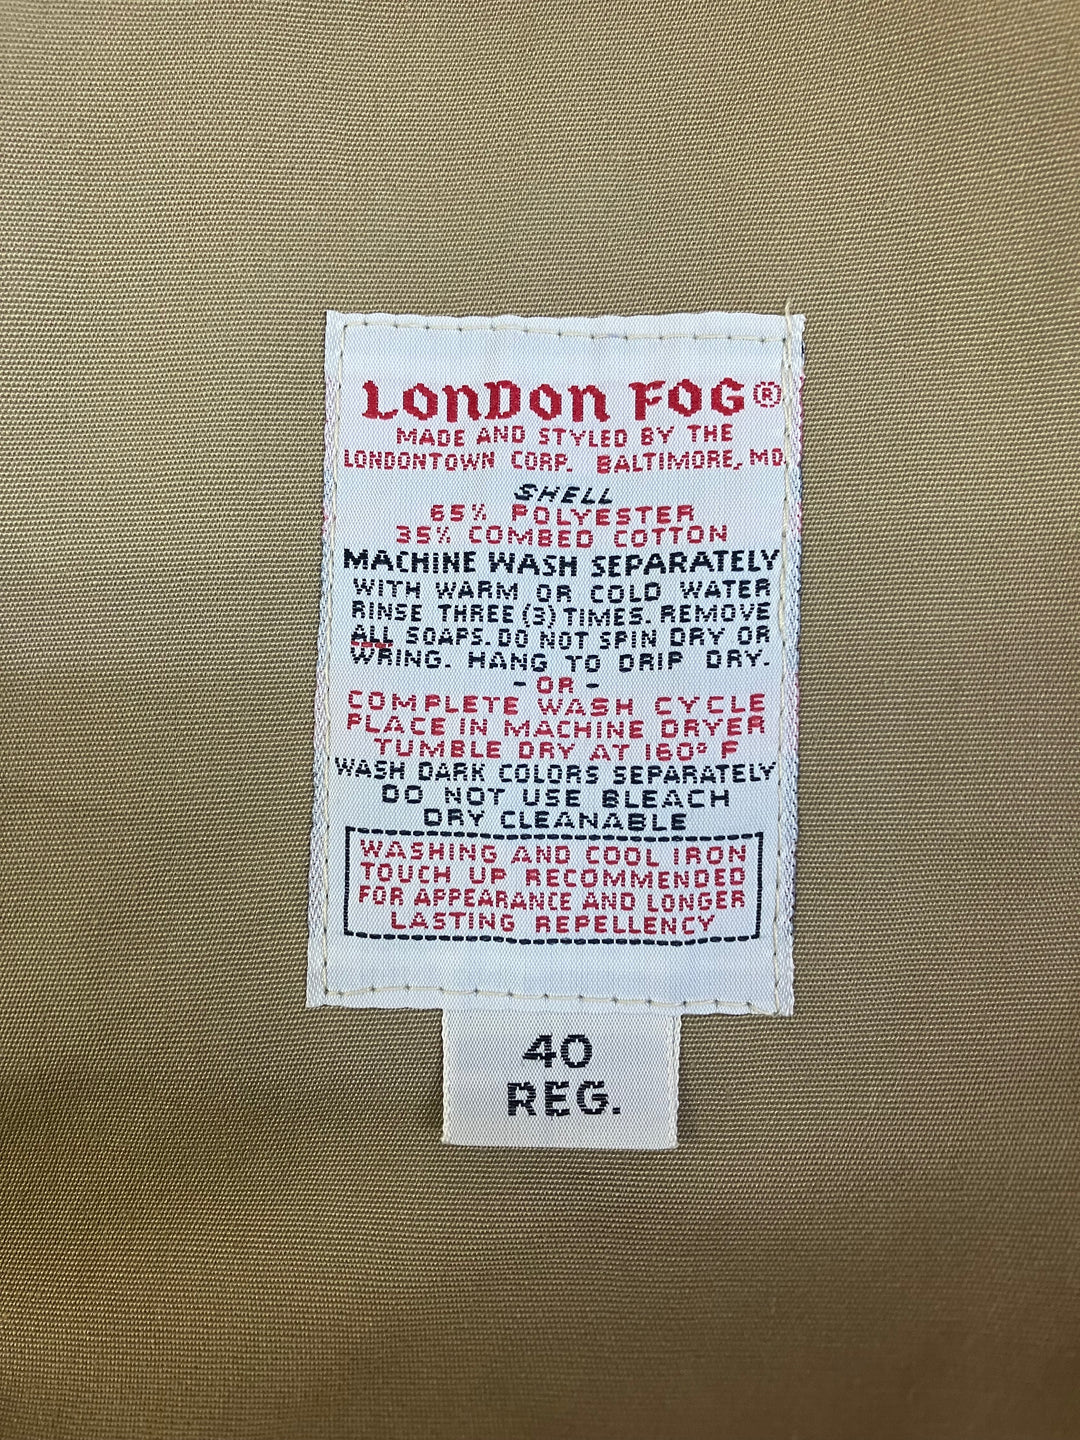 LONDON FOG®
MADE AND STYLED BY THE
LONDONTOWN CORP. BALTIMORE, MD.
SHELL
65% POLYESTER
35% COMBED COTTON
MACHINE WASH SEPARATELY
WITH WARM OR COLD WATER
RINSE THREE (3) TIMES. REMOVE
ALL SOAPS. DO NOT SPIN DRY OR
WRING. HANG TO DRIP DRY.
- OR -
COMPLETE WASH CYCLE
PLACE IN MACHINE DRYER
TUMBLE DRY AT 160° F
WASH DARK COLORS SEPARATELY
DO NOT USE BLEACH
DRY CLEANABLE
WASHING AND COOL IRON
TOUCH UP RECOMMENDED
FOR APPEARANCE AND LONGER
LASTING REPELLENCY
40
REG.